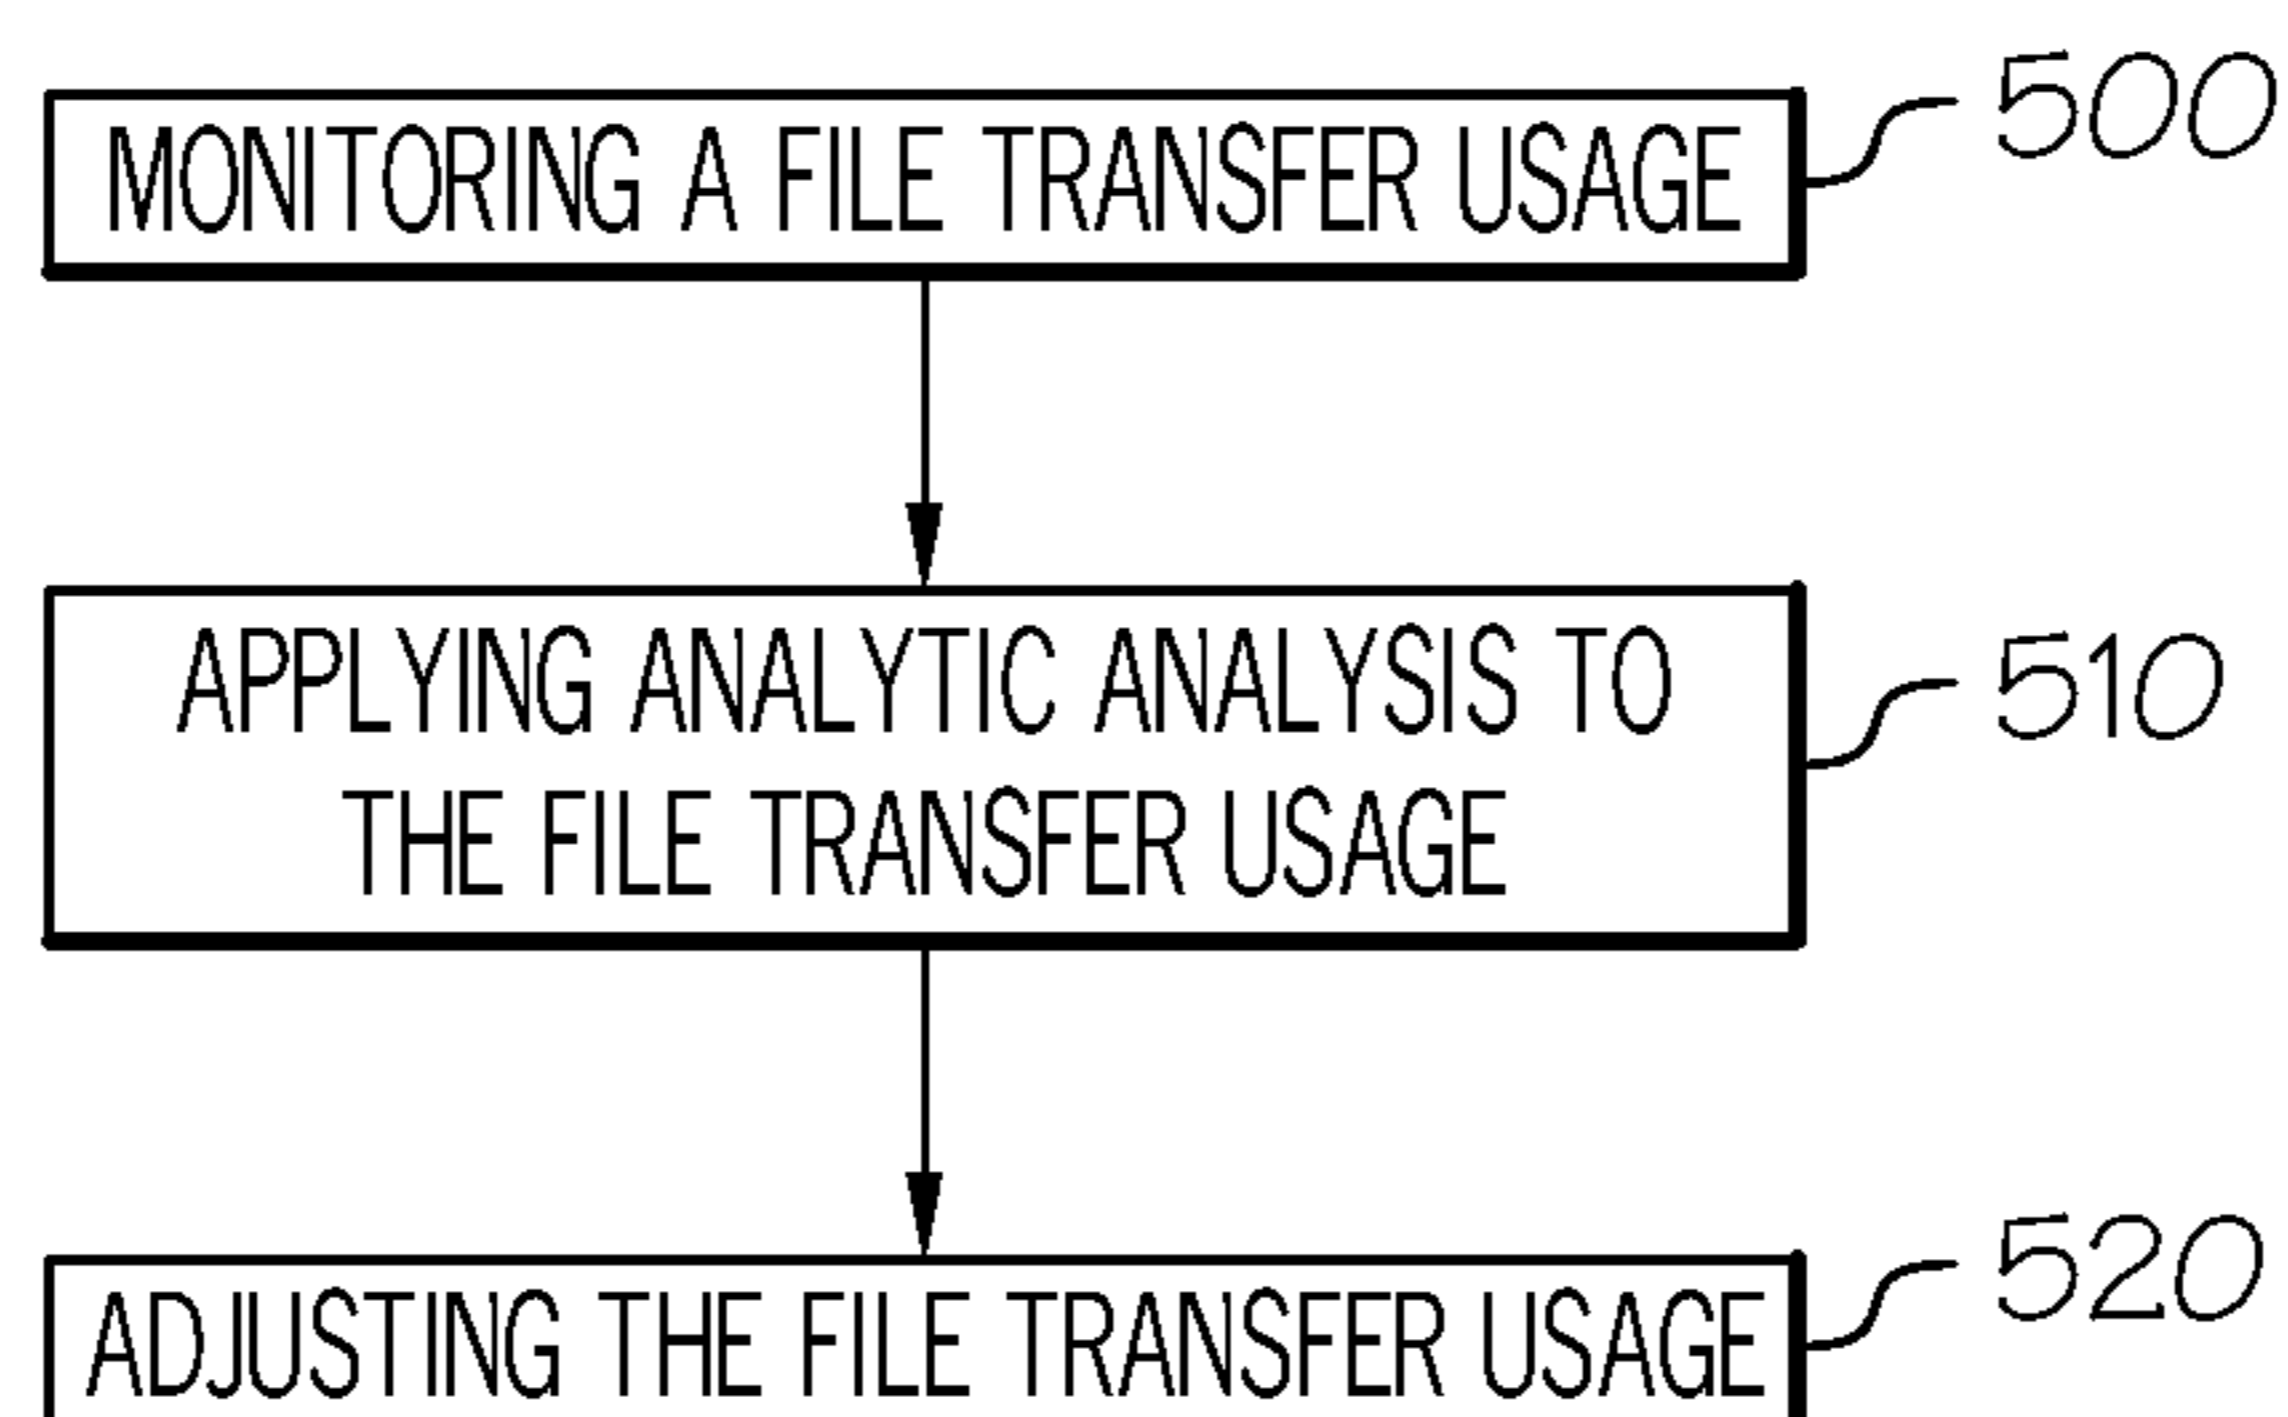 MONITORING A FILE TRANSFER USAGE
500
APPLYING ANALYTIC ANALYSIS TO
THE FILE TRANSFER USAGE
510
ADJUSTING THE FILE TRANSFER USAGE
520